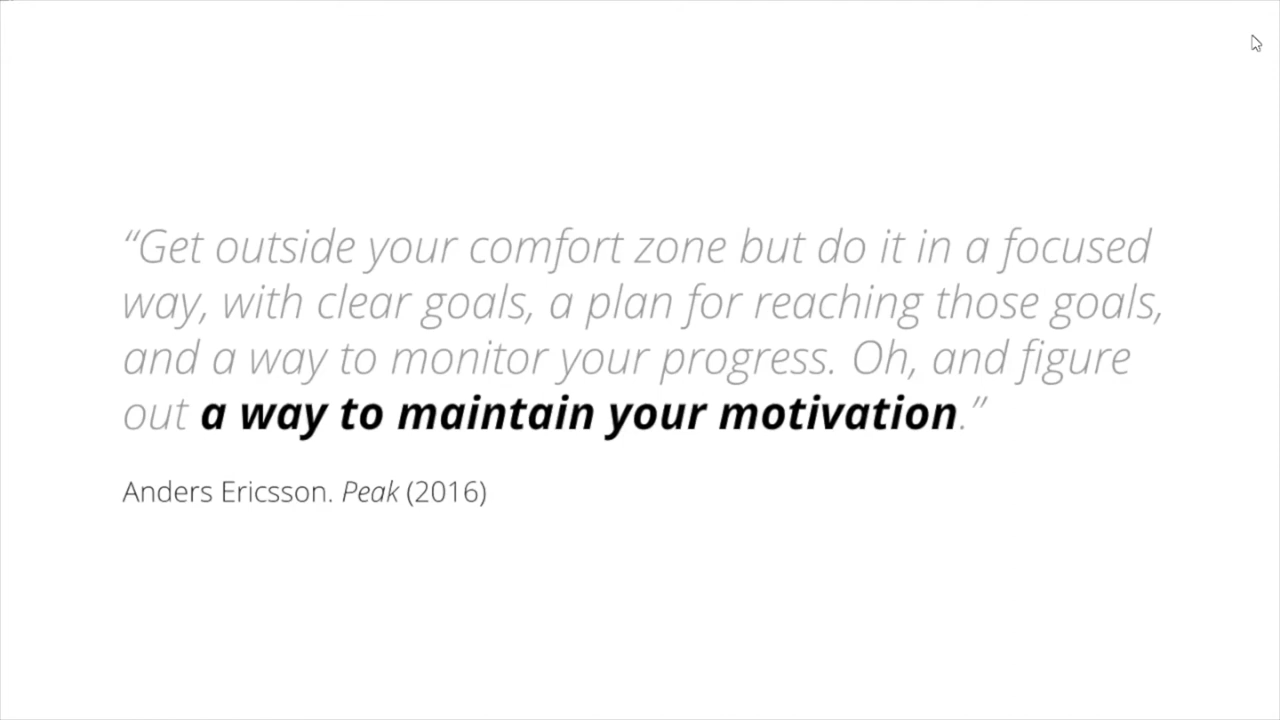 “Get outside your comfort zone but do it in a focused
way, with clear goals, a plan for reaching those goals,
and a way to monitor your progress. Oh, and figure
out a way to maintain your motivation.”
Anders Ericsson. Peak (2016)